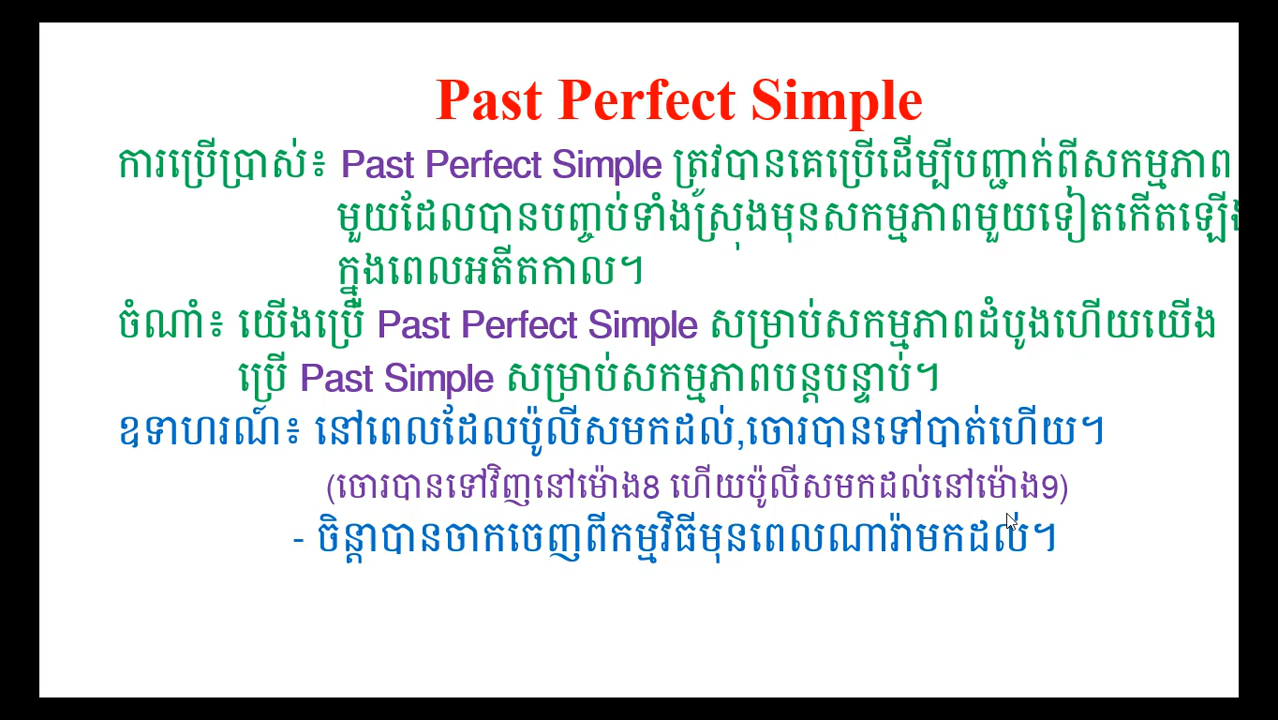 Past Perfect Simple
ការប្រើប្រាស់៖ Past Perfect Simple ត្រូវបានគេប្រើដើម្បីបញ្ជាក់ពីសកម្មភាព
មួយដែលបានបញ្ចប់ទាំងស្រុងមុនសកម្មភាពមួយទៀតកើតឡើង
ក្នុងពេលអតីតកាល។
ចំណាំ៖ យើងប្រើ Past Perfect Simple សម្រាប់សកម្មភាពដំបូងហើយយើង
ប្រើ Past Simple សម្រាប់សកម្មភាពបន្តបន្ទាប់។
ឧទាហរណ៍៖ នៅពេលដែលប៉ូលីសមកដល់,ចោរបានទៅបាត់ហើយ។
(ចោរបានទៅវិញនៅម៉ោង8 ហើយប៉ូលីសមកដល់នៅម៉ោង9)
- ចិន្តាបានចាកចេញពីកម្មវិធីមុនពេលណារ៉ាមកដល់។